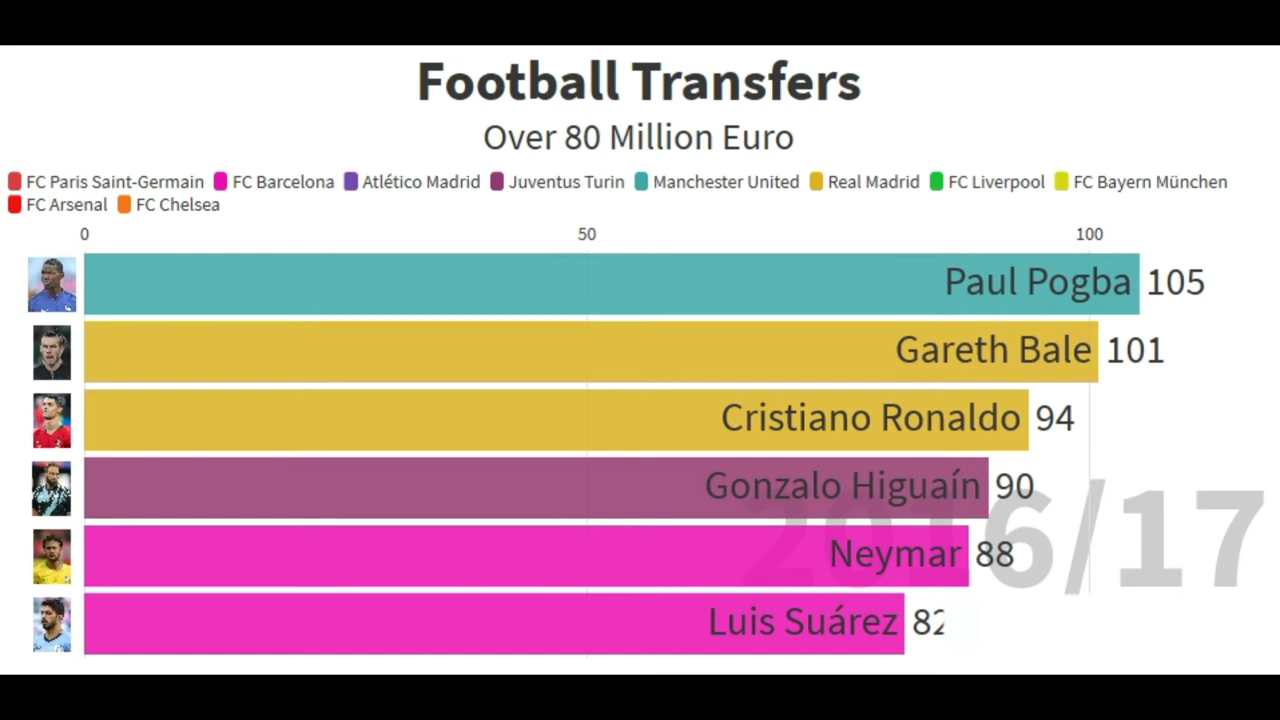 Football Transfers
Over 80 Million Euro
FC Paris Saint-Germain FC Barcelona Atlético Madrid Juventus Turin Manchester United Real Madrid FC Liverpool FC Bayern München
FC Arsenal FC Chelsea
0 50 100
Paul Pogba 105
Gareth Bale 101
Cristiano Ronaldo 94
Gonzalo Higuaín 90
2016/17
Neymar 88
Luis Suárez 82